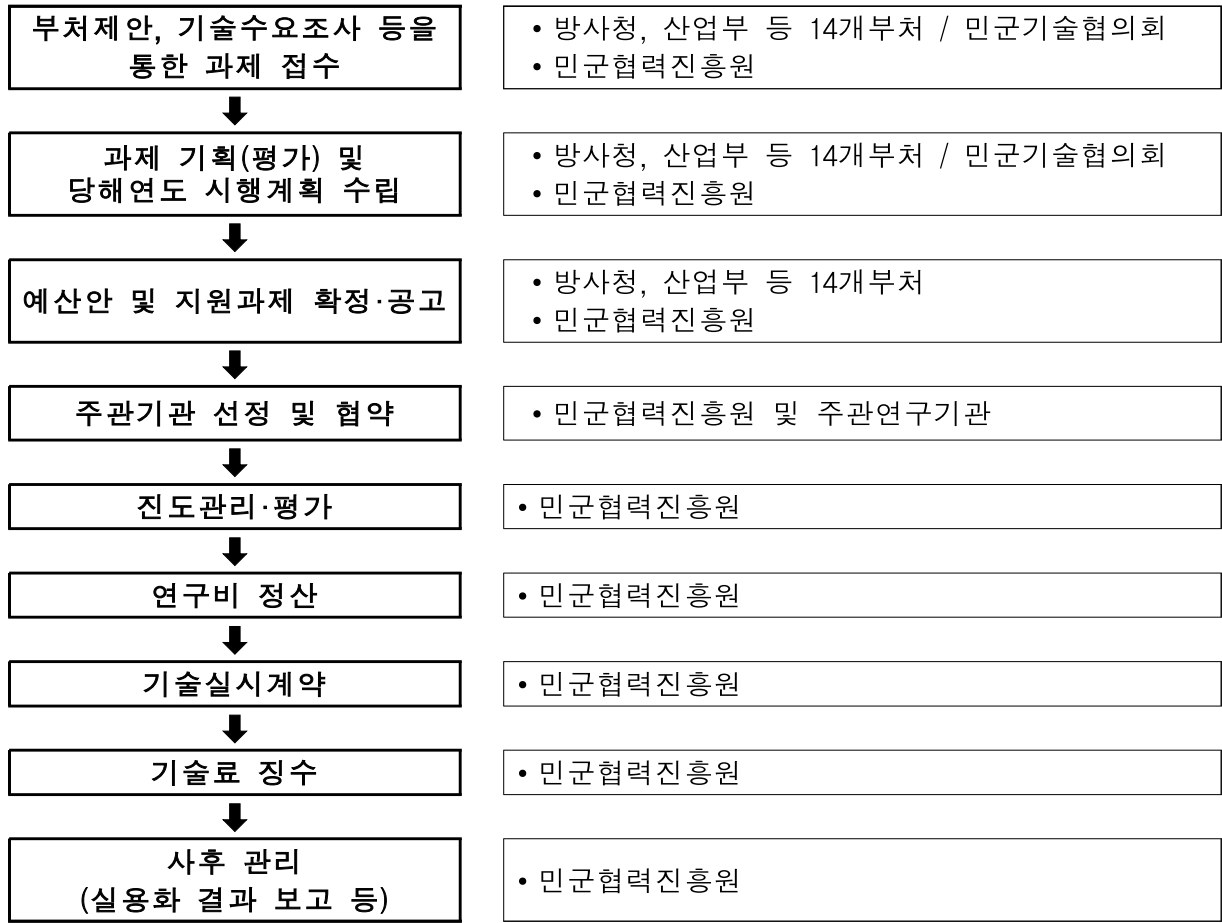 부처제안, 기술수요조사 등을
통한 과제 접수
• 방사청, 산업부 등 14개부처 / 민군기술협의회
• 민군협력진흥원
과제 기획(평가) 및
당해연도 시행계획 수립
• 방사청, 산업부 등 14개부처 / 민군기술협의회
• 민군협력진흥원
예산안 및 지원과제 확정·공고
• 방사청, 산업부 등 14개부처
• 민군협력진흥원
주관기관 선정 및 협약
• 민군협력진흥원 및 주관연구기관
진도관리·평가
• 민군협력진흥원
연구비 정산
• 민군협력진흥원
기술실시계약
• 민군협력진흥원
기술료 징수
• 민군협력진흥원
사후 관리
(실용화 결과 보고 등)
• 민군협력진흥원